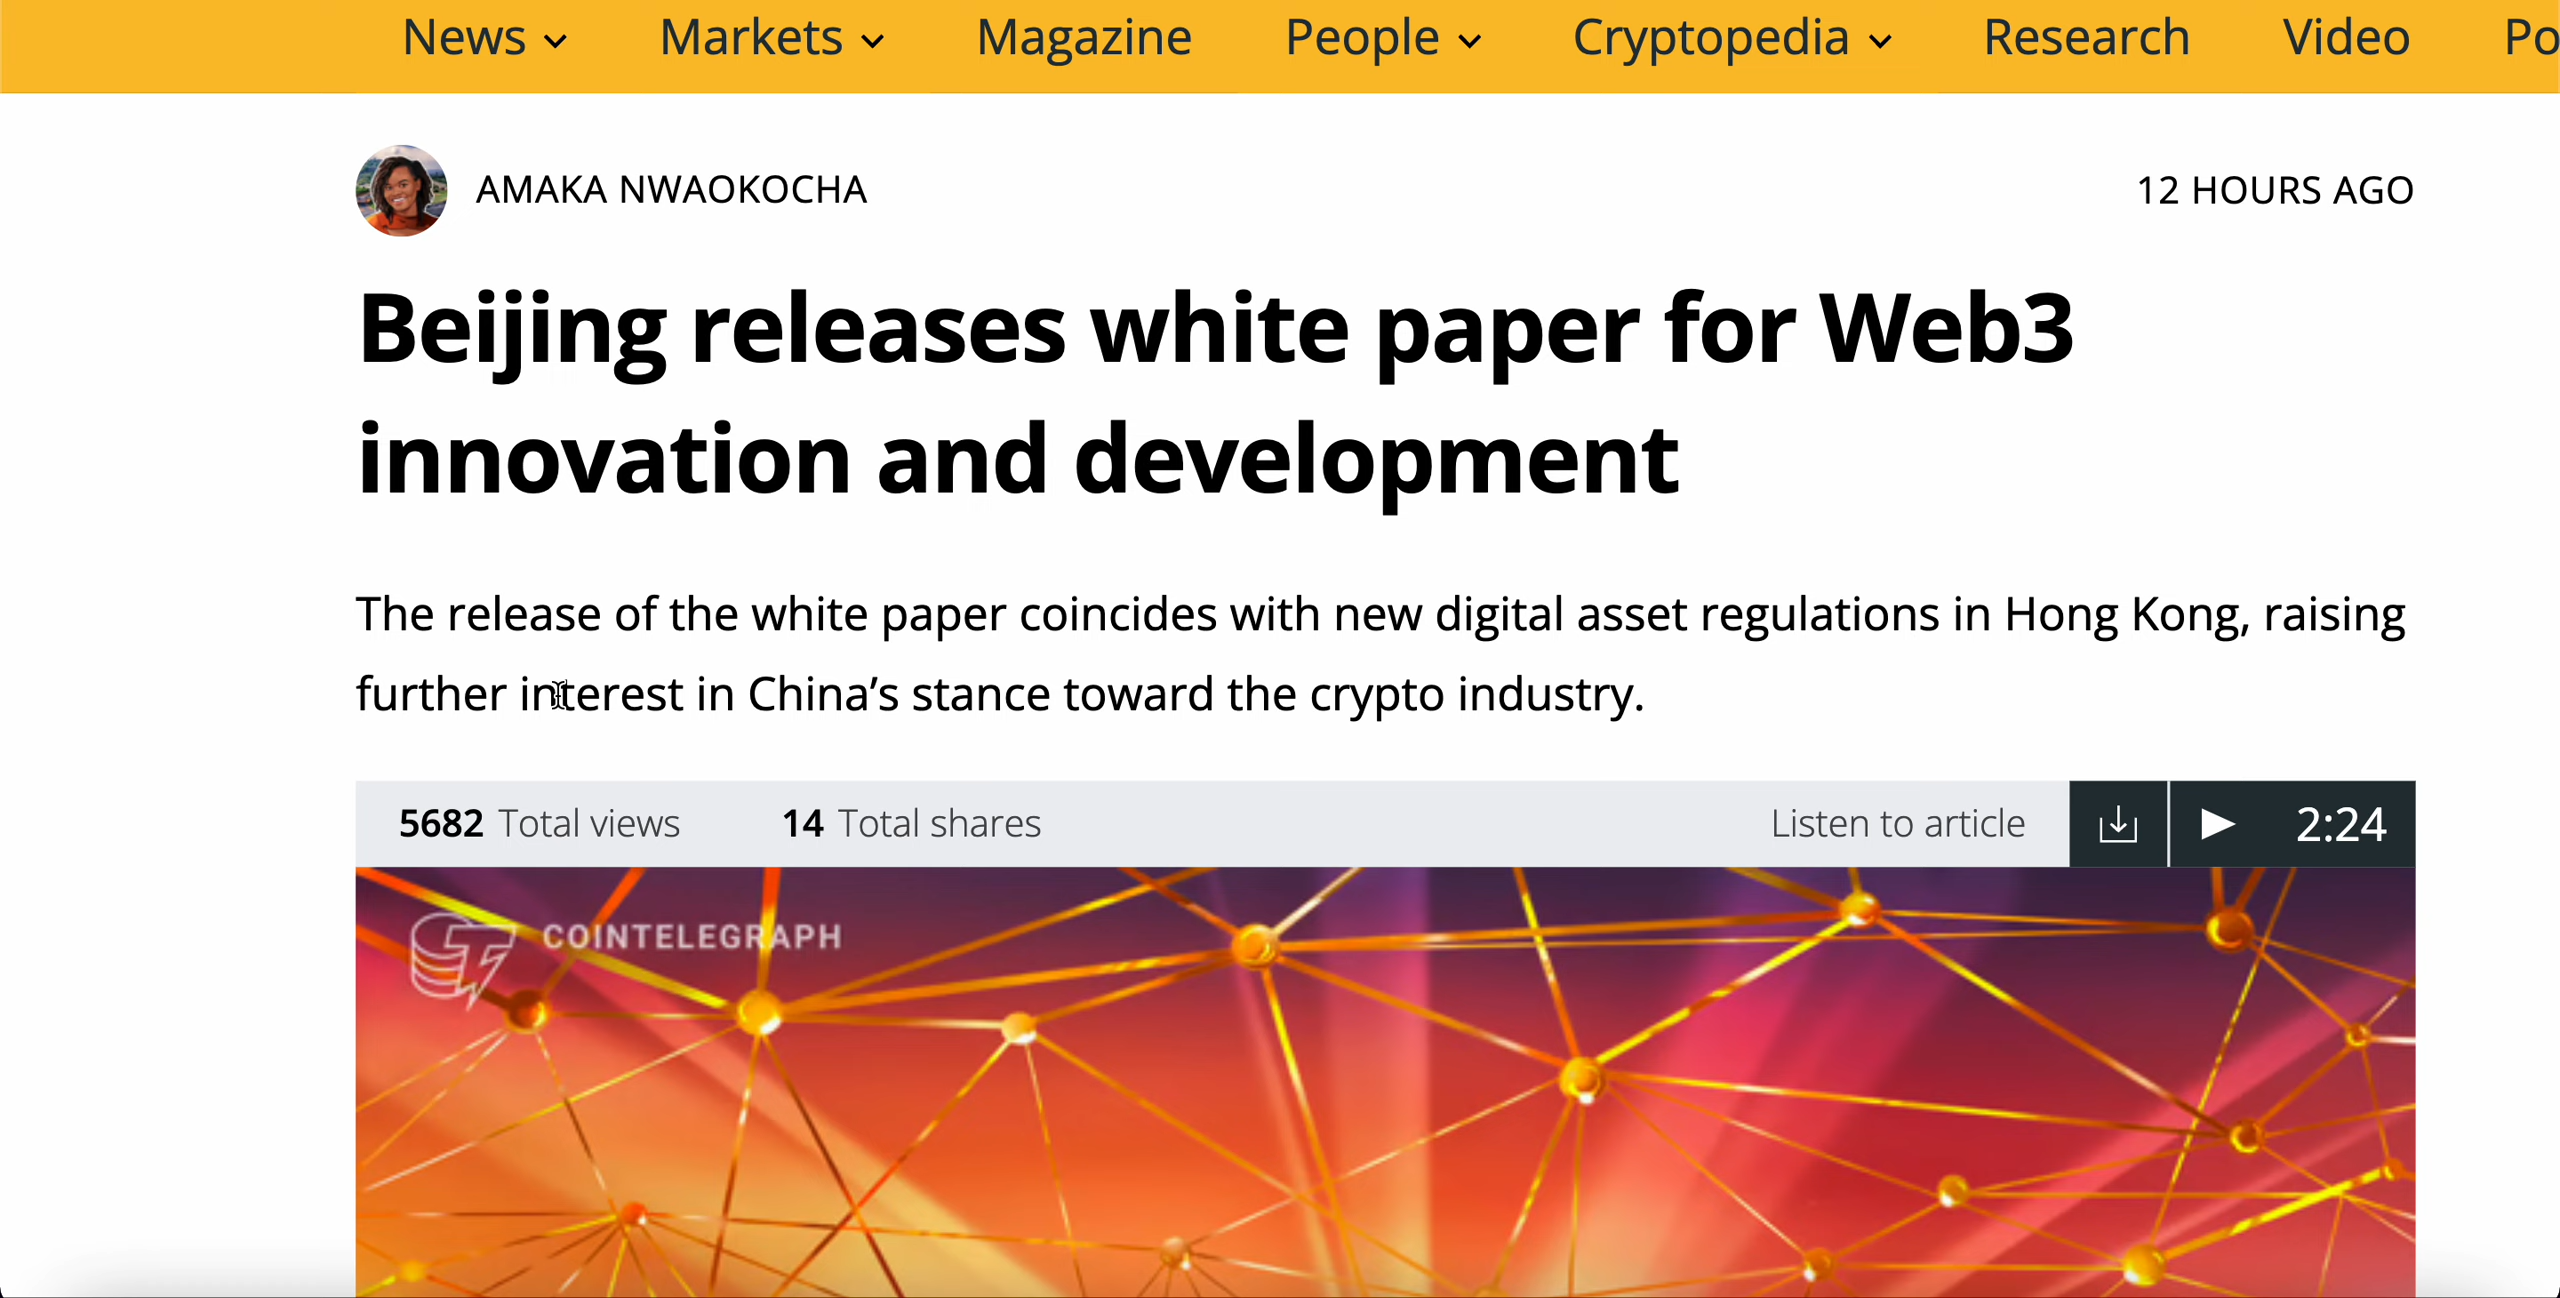 News Markets Magazine People Cryptopedia Research Video Po
AMAKA NWAOKOCHA
12 HOURS AGO
Beijing releases white paper for Web3
innovation and development
The release of the white paper coincides with new digital asset regulations in Hong Kong, raising
further interest in China’s stance toward the crypto industry.
5682 Total views 14 Total shares Listen to article 2:24
COINTELEGRAPH